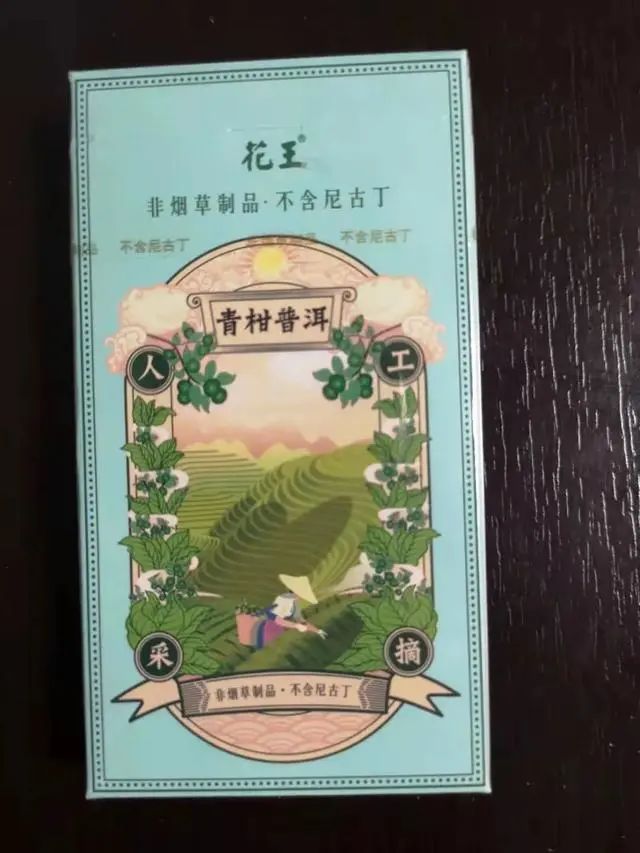 花王®
非烟草制品·不含尼古丁
不含尼古丁 不含尼古丁
青柑普洱
人工
采摘
非烟草制品·不含尼古丁